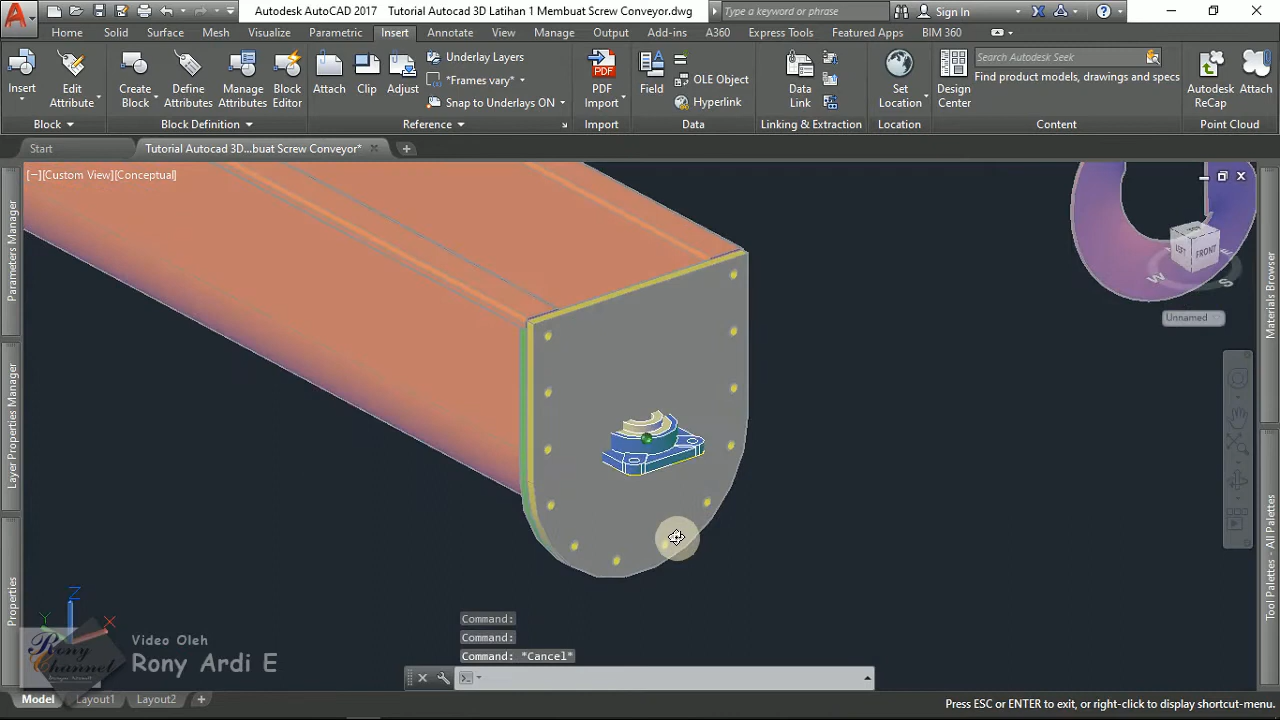 Autodesk AutoCAD 2017 Tutorial Autocad 3D Latihan 1 Membuat Screw Conveyor.dwg
Type a keyword or phrase
Sign In
Home Solid Surface Mesh Visualize Parametric Insert Annotate View Manage Output Add-ins A360 Express Tools Featured Apps BIM 360
Insert
Edit Attribute
Create Block
Define Attributes
Manage Attributes
Block Editor
Attach
Clip
Adjust
Underlay Layers
*Frames vary*
Snap to Underlays ON
PDF
PDF Import
Field
OLE Object
Hyperlink
Data Link
Set Location
Design Center
Search Autodesk Seek
Find product models, drawings and specs
Autodesk ReCap
Attach
Block Block Definition Reference Import Data Linking & Extraction Location Content Point Cloud
Start
Tutorial Autocad 3D...buat Screw Conveyor*
[−][Custom View][Conceptual]
Parameters Manager
Layer Properties Manager
Properties
Materials Browser
Tool Palettes - All Palettes
LEFT
FRONT
W
S
Unnamed
Z
Y
X
Rony
Channel
Video Oleh
Rony Ardi E
Command:
Command:
Command: *Cancel*
Model Layout1 Layout2
Press ESC or ENTER to exit, or right-click to display shortcut-menu.